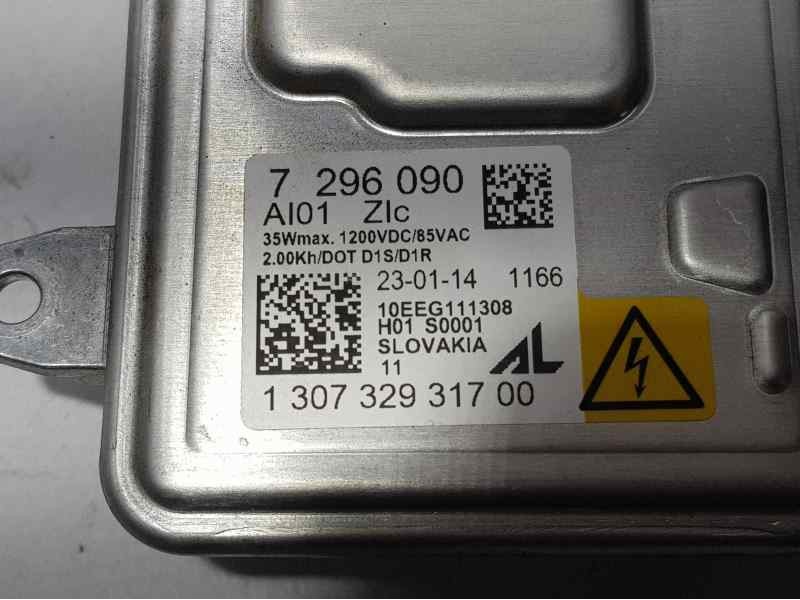 7 296 090
AI01 ZIc
35Wmax. 1200VDC/85VAC
2.00Kh/DOT D1S/D1R
23-01-14 1166
10EEG111308
H01 S0001
SLOVAKIA
11 AL
1 307 329 317 00